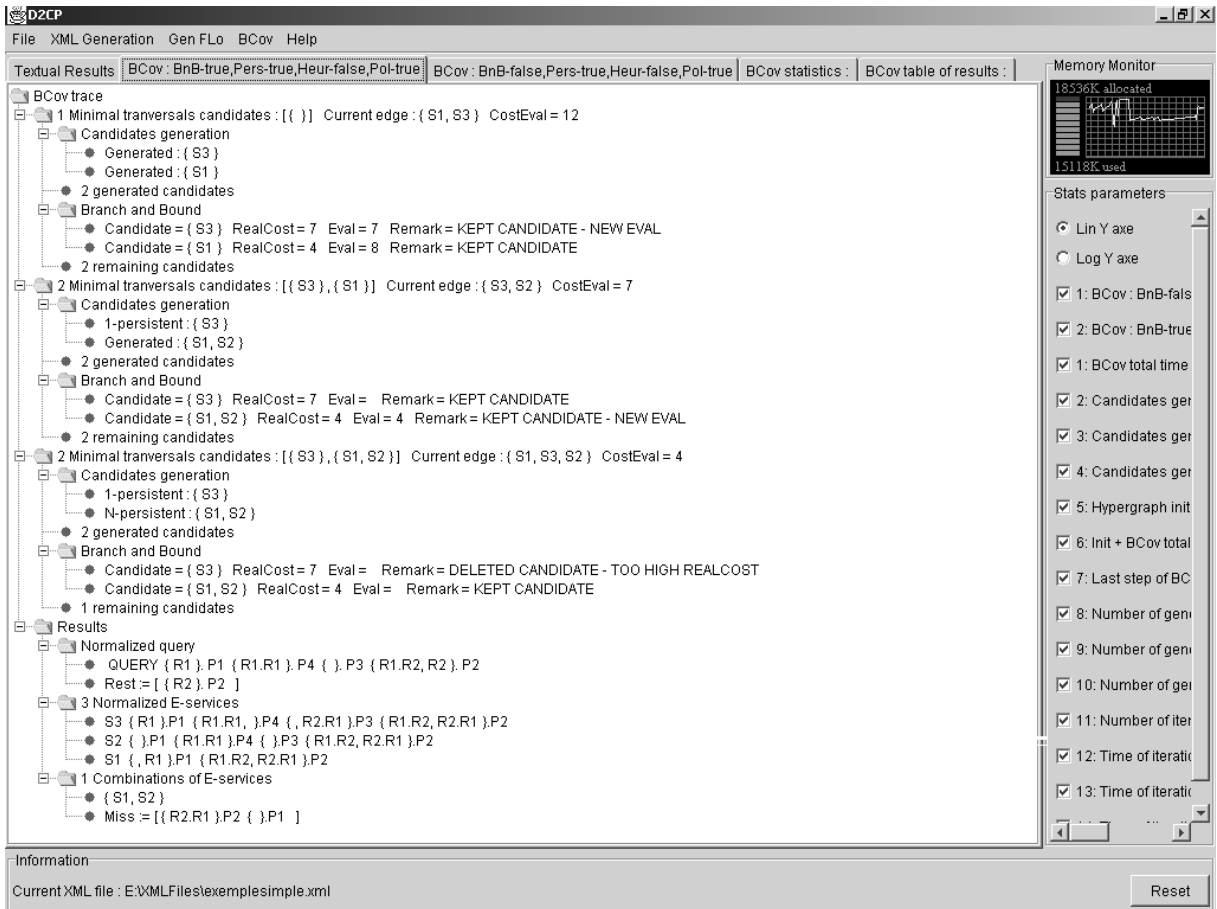 D2CP
File XML Generation Gen FLo BCov Help
Textual Results BCov : BnB-true,Pers-true,Heur-false,Pol-true BCov : BnB-false,Pers-true,Heur-false,Pol-true BCov statistics : BCov table of results :
BCov trace
1 Minimal tranversals candidates : [{ }] Current edge : { S1, S3 } CostEval = 12
Candidates generation
Generated : { S3 }
Generated : { S1 }
2 generated candidates
Branch and Bound
Candidate = { S3 } RealCost = 7 Eval = 7 Remark = KEPT CANDIDATE - NEW EVAL
Candidate = { S1 } RealCost = 4 Eval = 8 Remark = KEPT CANDIDATE
2 remaining candidates
2 Minimal tranversals candidates : [{ S3 } , { S1 }] Current edge : { S3, S2 } CostEval = 7
Candidates generation
1-persistent : { S3 }
Generated : { S1, S2 }
2 generated candidates
Branch and Bound
Candidate = { S3 } RealCost = 7 Eval = Remark = KEPT CANDIDATE
Candidate = { S1, S2 } RealCost = 4 Eval = 4 Remark = KEPT CANDIDATE - NEW EVAL
2 remaining candidates
2 Minimal tranversals candidates : [{ S3 } , { S1, S2 }] Current edge : { S1, S3, S2 } CostEval = 4
Candidates generation
1-persistent : { S3 }
N-persistent : { S1, S2 }
2 generated candidates
Branch and Bound
Candidate = { S3 } RealCost = 7 Eval = Remark = DELETED CANDIDATE - TOO HIGH REALCOST
Candidate = { S1, S2 } RealCost = 4 Eval = Remark = KEPT CANDIDATE
1 remaining candidates
Results
Normalized query
QUERY { R1 }. P1 { R1.R1 }. P4 { }. P3 { R1.R2, R2 }. P2
Rest := [ { R2 }. P2 ]
3 Normalized E-services
S3 { R1 }.P1 { R1.R1, }.P4 { , R2.R1 }.P3 { R1.R2, R2.R1 }.P2
S2 { }.P1 { R1.R1 }.P4 { }.P3 { R1.R2, R2.R1 }.P2
S1 { , R1 }.P1 { R1.R2, R2.R1 }.P2
1 Combinations of E-services
{ S1, S2 }
Miss := [{ R2.R1 }.P2 { }.P1 ]
Memory Monitor
18536K allocated
15118K used
Stats parameters
Lin Y axe
Log Y axe
1: BCov : BnB-fals
2: BCov : BnB-true
1: BCov total time
2: Candidates ger
3: Candidates ger
4: Candidates ger
5: Hypergraph init
6: Init + BCov total
7: Last step of BC
8: Number of gen
9: Number of gen
10: Number of ger
11: Number of iter
12: Time of iteratio
13: Time of iteratio
Information
Current XML file : E:\XMLFiles\exemplesimple.xml
Reset